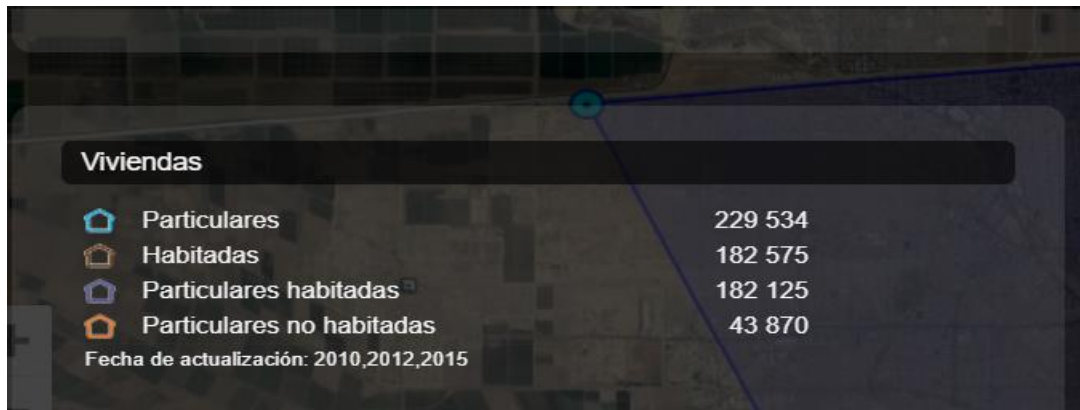 Viviendas
Particulares 229 534
Habitadas 182 575
Particulares habitadas 182 125
Particulares no habitadas 43 870
Fecha de actualización: 2010,2012,2015